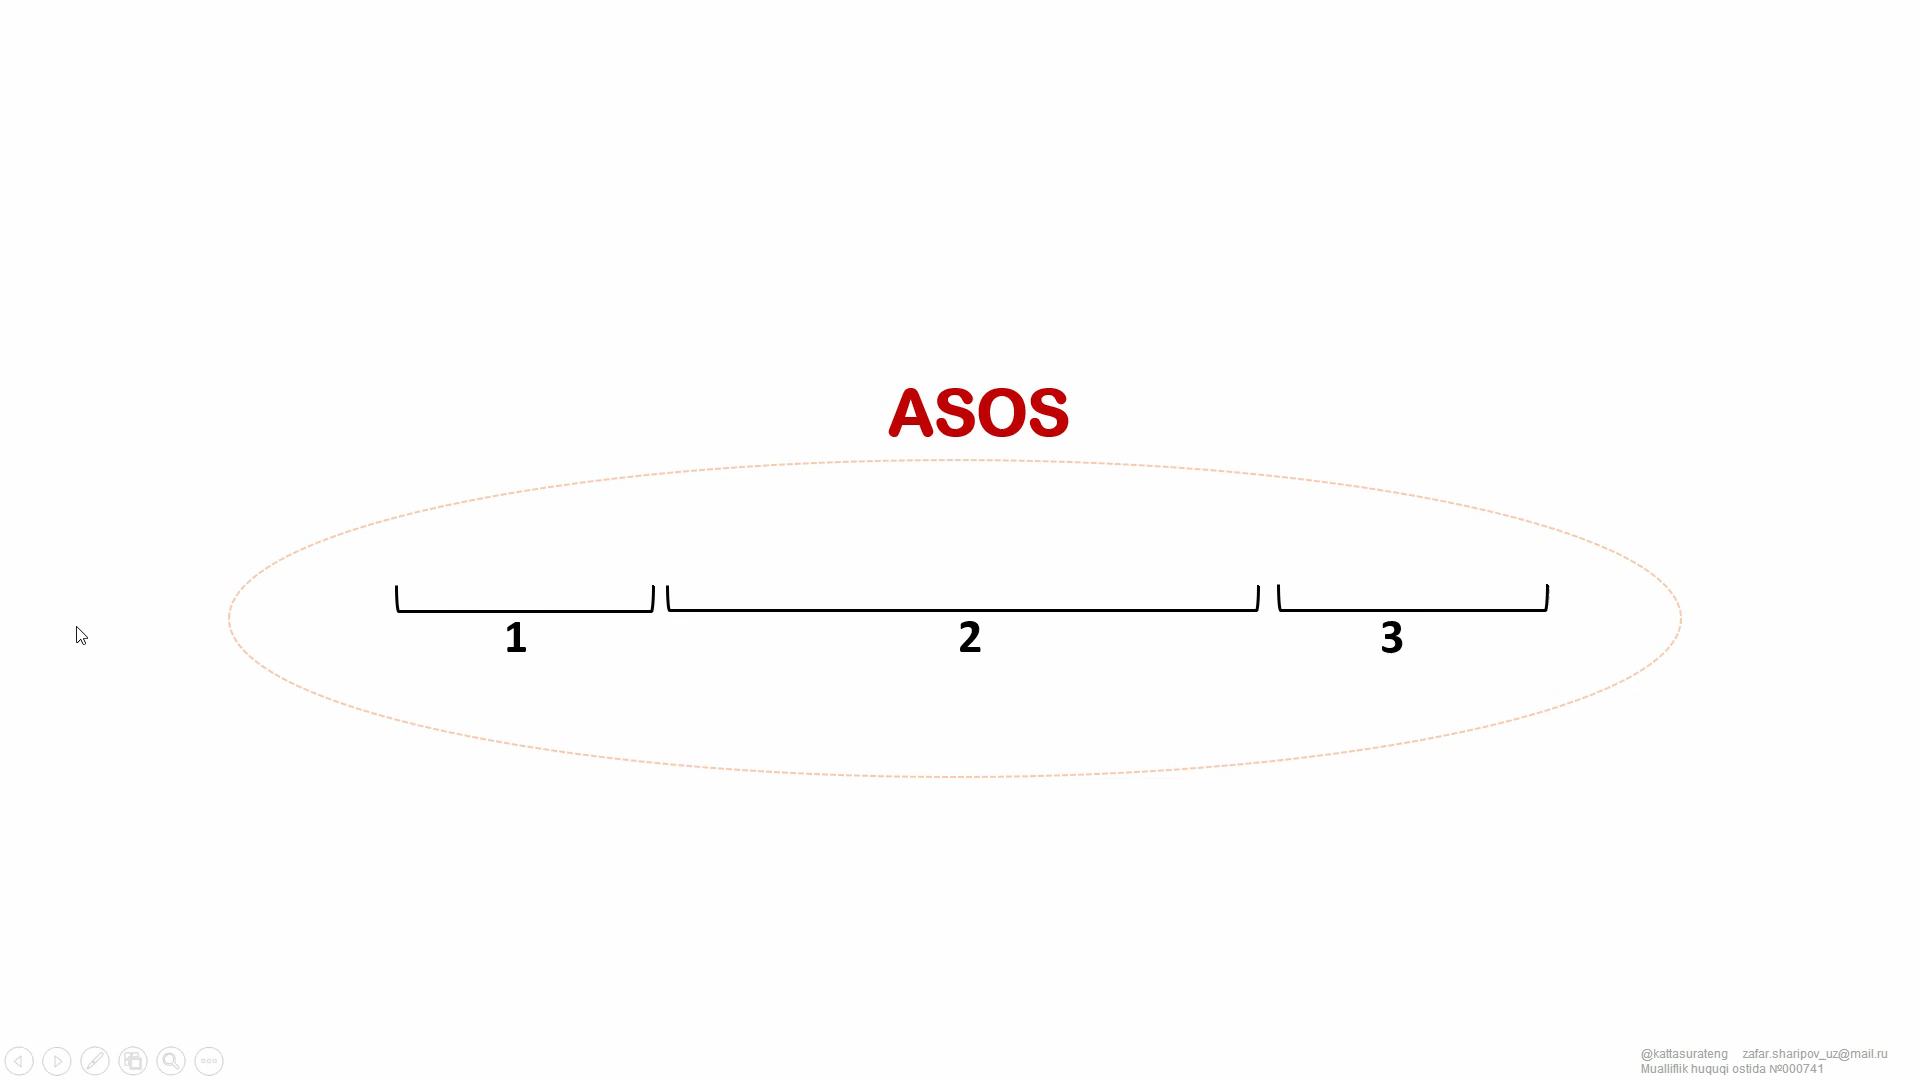 ASOS
1 2 3
@kattasurateng zafar.sharipov_uz@mail.ru
Mualliflik huquqi ostida №000741